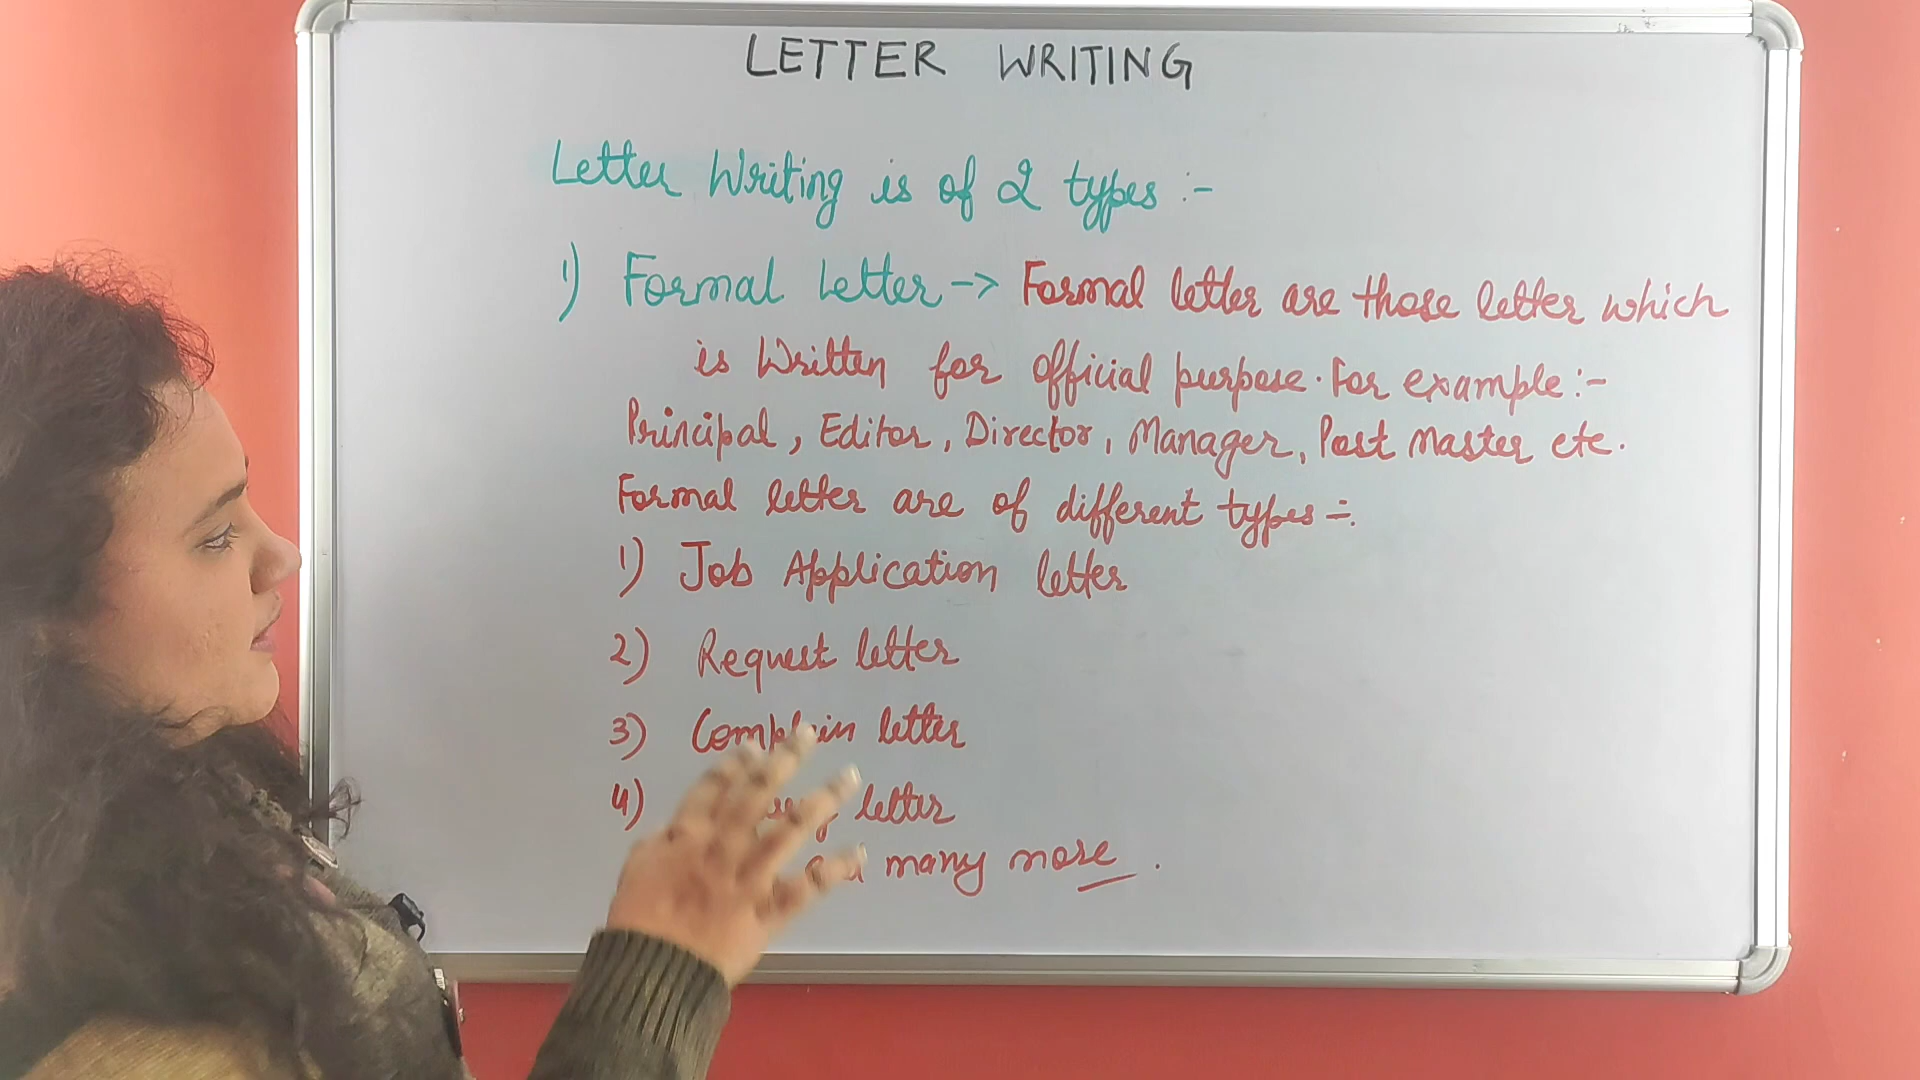 LETTER WRITING
Letter Writing is of 2 types :-
1) Formal Letter -> Formal letter are those letter which
is Written for official purpose. For example :-
Principal, Editor, Director, Manager, Post Master etc.
Formal letter are of different types :-
1) Job Application letter
2) Request letter
3) Complain letter
4) letter
and many more.